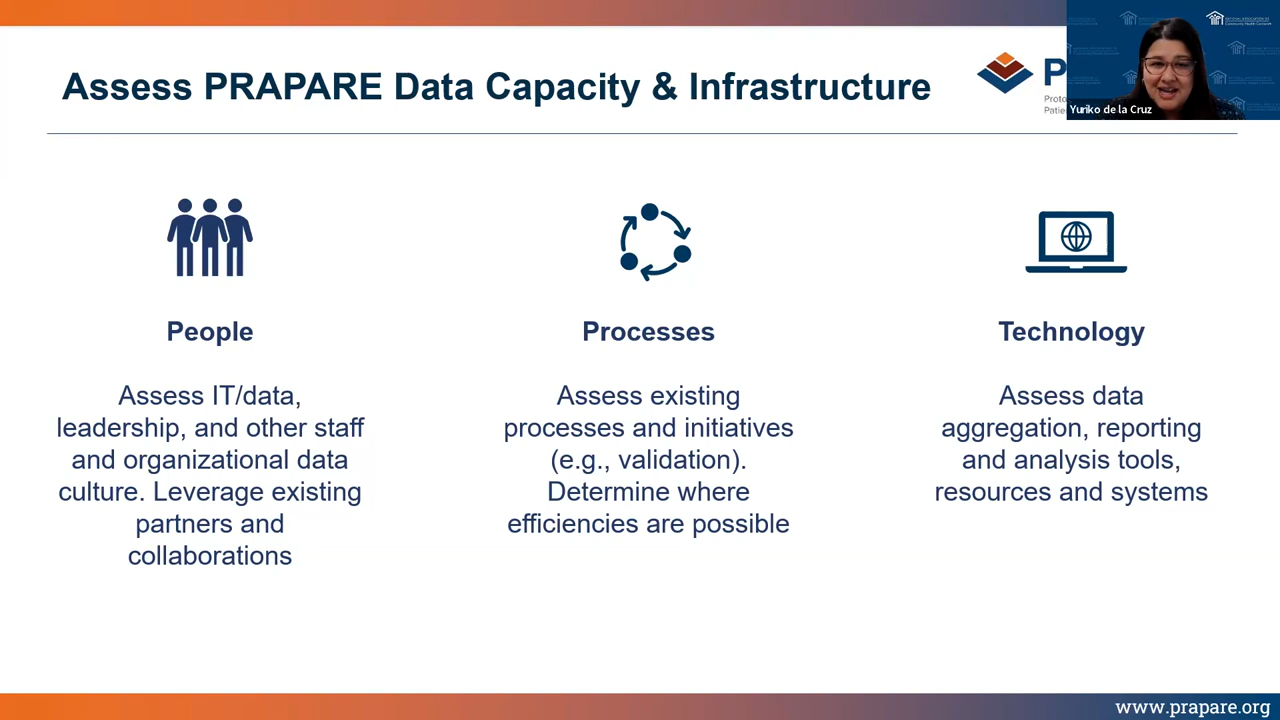 Assess PRAPARE Data Capacity & Infrastructure
Yuriko de la Cruz
People
Assess IT/data,
leadership, and other staff
and organizational data
culture. Leverage existing
partners and
collaborations
Processes
Assess existing
processes and initiatives
(e.g., validation).
Determine where
efficiencies are possible
Technology
Assess data
aggregation, reporting
and analysis tools,
resources and systems
www.prapare.org